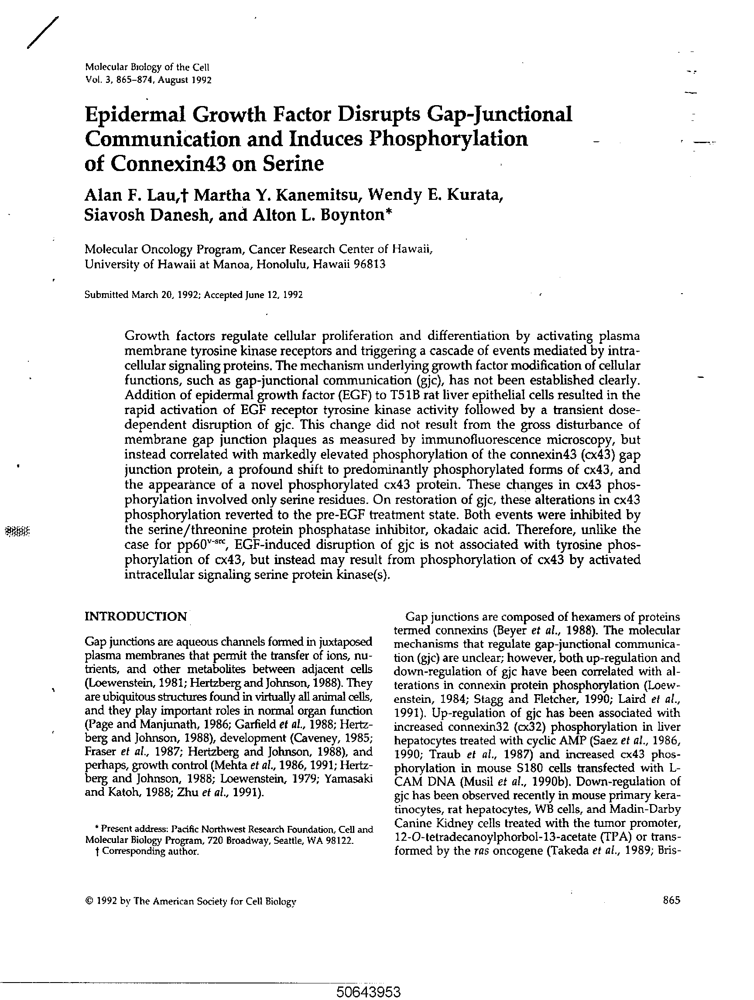 Molecular Biology of the Cell
Vol. 3, 865–874, August 1992
Epidermal Growth Factor Disrupts Gap-Junctional
Communication and Induces Phosphorylation
of Connexin43 on Serine
Alan F. Lau,† Martha Y. Kanemitsu, Wendy E. Kurata,
Siavosh Danesh, and Alton L. Boynton*
Molecular Oncology Program, Cancer Research Center of Hawaii,
University of Hawaii at Manoa, Honolulu, Hawaii 96813
Submitted March 20, 1992; Accepted June 12, 1992
Growth factors regulate cellular proliferation and differentiation by activating plasma
membrane tyrosine kinase receptors and triggering a cascade of events mediated by intra-
cellular signaling proteins. The mechanism underlying growth factor modification of cellular
functions, such as gap-junctional communication (gjc), has not been established clearly.
Addition of epidermal growth factor (EGF) to T51B rat liver epithelial cells resulted in the
rapid activation of EGF receptor tyrosine kinase activity followed by a transient dose-
dependent disruption of gjc. This change did not result from the gross disturbance of
membrane gap junction plaques as measured by immunofluorescence microscopy, but
instead correlated with markedly elevated phosphorylation of the connexin43 (cx43) gap
junction protein, a profound shift to predominantly phosphorylated forms of cx43, and
the appearance of a novel phosphorylated cx43 protein. These changes in cx43 phos-
phorylation involved only serine residues. On restoration of gjc, these alterations in cx43
phosphorylation reverted to the pre-EGF treatment state. Both events were inhibited by
the serine/threonine protein phosphatase inhibitor, okadaic acid. Therefore, unlike the
case for pp60v-src, EGF-induced disruption of gjc is not associated with tyrosine phos-
phorylation of cx43, but instead may result from phosphorylation of cx43 by activated
intracellular signaling serine protein kinase(s).
INTRODUCTION
Gap junctions are aqueous channels formed in juxtaposed
plasma membranes that permit the transfer of ions, nu-
trients, and other metabolites between adjacent cells
(Loewenstein, 1981; Hertzberg and Johnson, 1988). They
are ubiquitous structures found in virtually all animal cells,
and they play important roles in normal organ function
(Page and Manjunath, 1986; Garfield et al., 1988; Hertz-
berg and Johnson, 1988), development (Caveney, 1985;
Fraser et al., 1987; Hertzberg and Johnson, 1988), and
perhaps, growth control (Mehta et al., 1986, 1991; Hertz-
berg and Johnson, 1988; Loewenstein, 1979; Yamasaki
and Katoh, 1988; Zhu et al., 1991).
* Present address: Pacific Northwest Research Foundation, Cell and
Molecular Biology Program, 720 Broadway, Seattle, WA 98122.
† Corresponding author.
Gap junctions are composed of hexamers of proteins
termed connexins (Beyer et al., 1988). The molecular
mechanisms that regulate gap-junctional communica-
tion (gjc) are unclear; however, both up-regulation and
down-regulation of gjc have been correlated with al-
terations in connexin protein phosphorylation (Loew-
enstein, 1984; Stagg and Fletcher, 1990; Laird et al.,
1991). Up-regulation of gjc has been associated with
increased connexin32 (cx32) phosphorylation in liver
hepatocytes treated with cyclic AMP (Saez et al., 1986,
1990; Traub et al., 1987) and increased cx43 phos-
phorylation in mouse S180 cells transfected with L-
CAM DNA (Musil et al., 1990b). Down-regulation of
gjc has been observed recently in mouse primary kera-
tinocytes, rat hepatocytes, WB cells, and Madin-Darby
Canine Kidney cells treated with the tumor promoter,
12-O-tetradecanoylphorbol-13-acetate (TPA) or trans-
formed by the ras oncogene (Takeda et al., 1989; Bris-
© 1992 by The American Society for Cell Biology
865
50643953